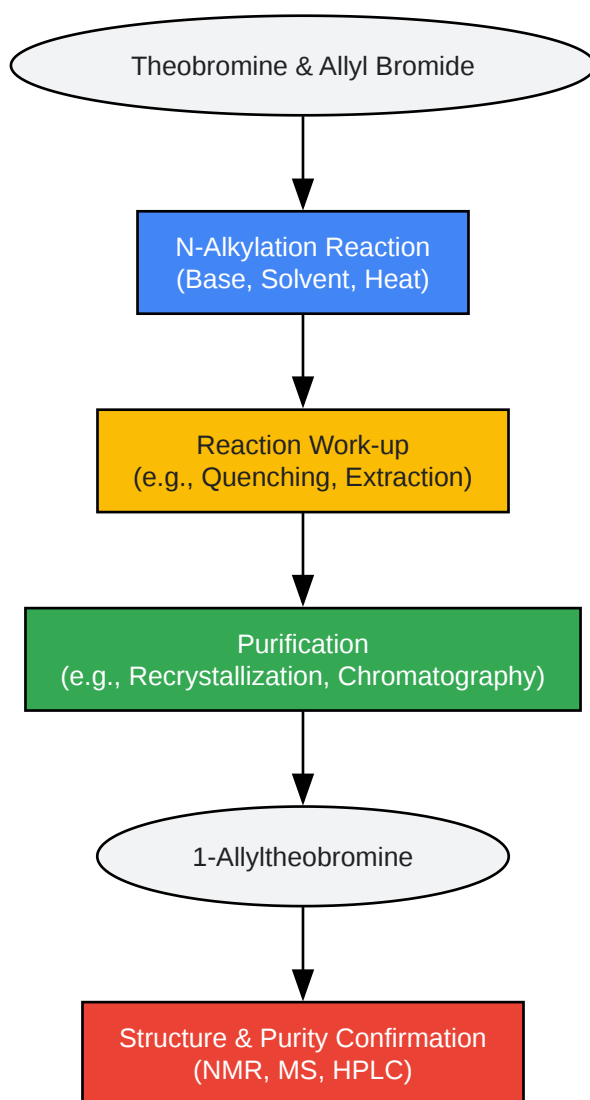 Theobromine & Allyl Bromide
N-Alkylation Reaction
(Base, Solvent, Heat)
Reaction Work-up
(e.g., Quenching, Extraction)
Purification
(e.g., Recrystallization, Chromatography)
1-Allyltheobromine
Structure & Purity Confirmation
(NMR, MS, HPLC)